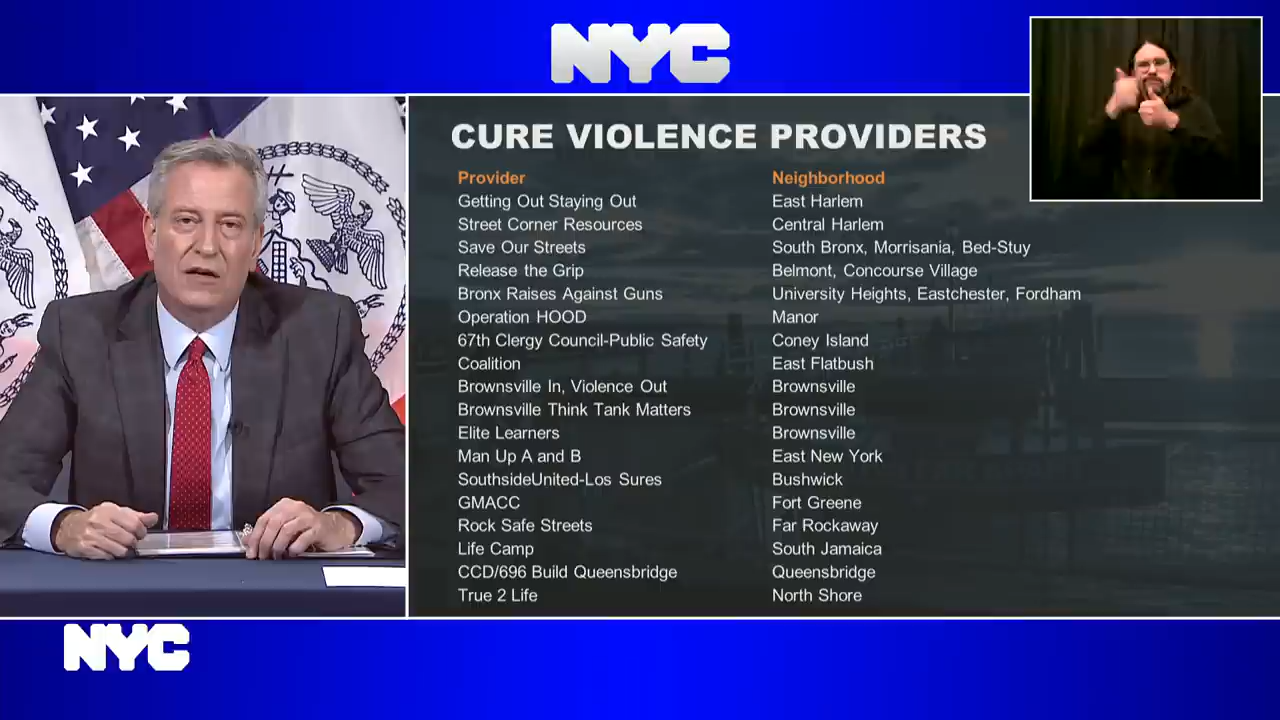 NYC
CURE VIOLENCE PROVIDERS
Provider Neighborhood
Getting Out Staying Out East Harlem
Street Corner Resources Central Harlem
Save Our Streets South Bronx, Morrisania, Bed-Stuy
Release the Grip Belmont, Concourse Village
Bronx Raises Against Guns University Heights, Eastchester, Fordham
Operation HOOD Manor
67th Clergy Council-Public Safety Coney Island
Coalition East Flatbush
Brownsville In, Violence Out Brownsville
Brownsville Think Tank Matters Brownsville
Elite Learners Brownsville
Man Up A and B East New York
SouthsideUnited-Los Sures Bushwick
GMACC Fort Greene
Rock Safe Streets Far Rockaway
Life Camp South Jamaica
CCD/696 Build Queensbridge Queensbridge
True 2 Life North Shore
NYC